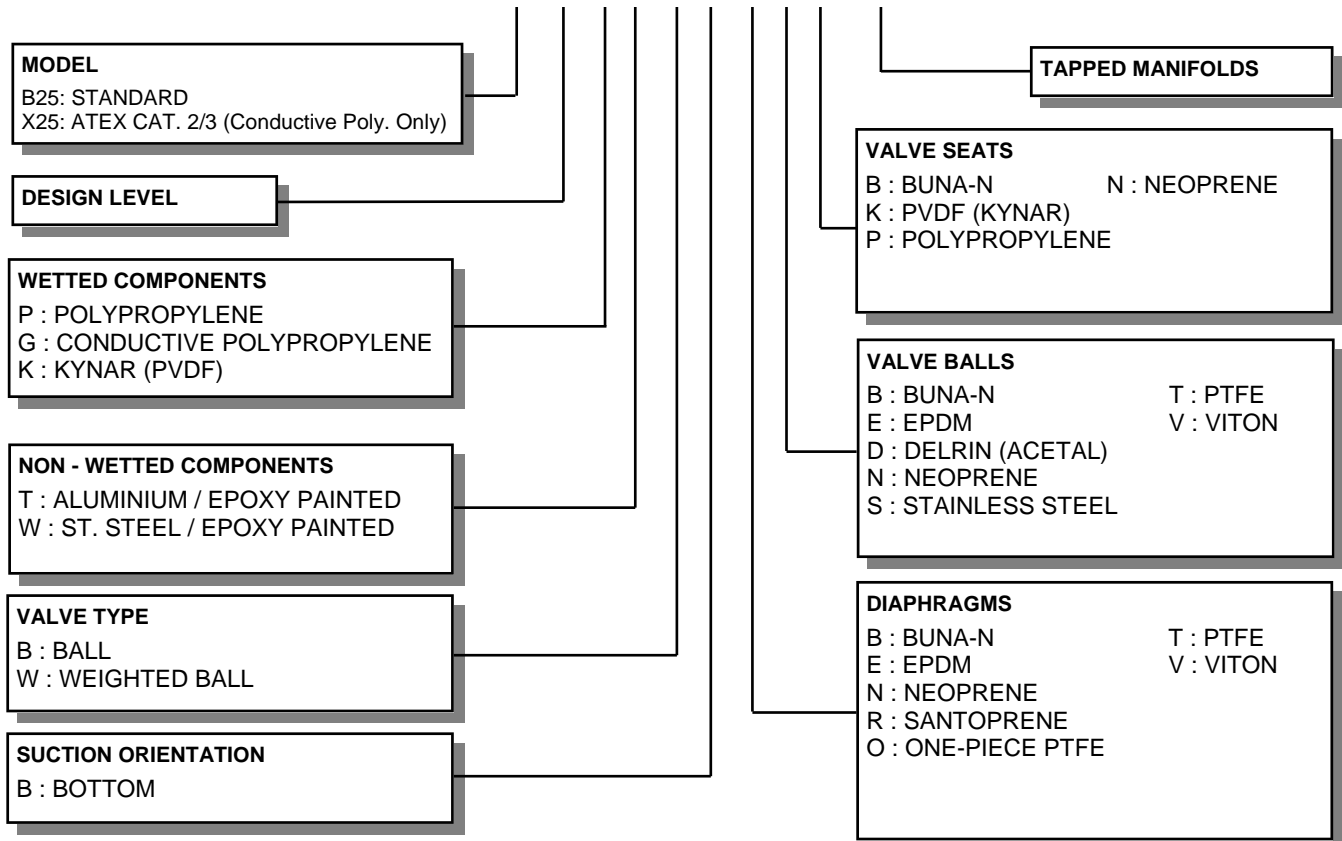 MODEL
B25: STANDARD
X25: ATEX CAT. 2/3 (Conductive Poly. Only)
DESIGN LEVEL
WETTED COMPONENTS
P : POLYPROPYLENE
G : CONDUCTIVE POLYPROPYLENE
K : KYNAR (PVDF)
NON - WETTED COMPONENTS
T : ALUMINIUM / EPOXY PAINTED
W : ST. STEEL / EPOXY PAINTED
VALVE TYPE
B : BALL
W : WEIGHTED BALL
SUCTION ORIENTATION
B : BOTTOM
TAPPED MANIFOLDS
VALVE SEATS
B : BUNA-N N : NEOPRENE
K : PVDF (KYNAR)
P : POLYPROPYLENE
VALVE BALLS
B : BUNA-N T : PTFE
E : EPDM V : VITON
D : DELRIN (ACETAL)
N : NEOPRENE
S : STAINLESS STEEL
DIAPHRAGMS
B : BUNA-N T : PTFE
E : EPDM V : VITON
N : NEOPRENE
R : SANTOPRENE
O : ONE-PIECE PTFE